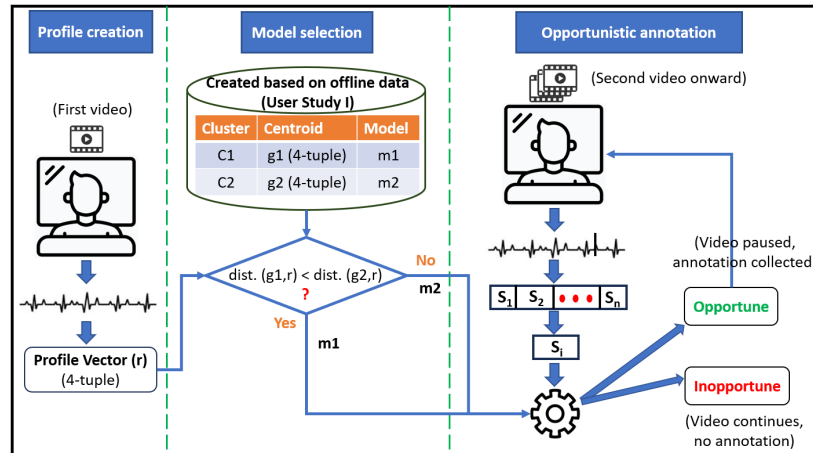 Profile creation
Model selection
Opportunistic annotation
(First video)
Profile Vector (r)
(4-tuple)
Created based on offline data
(User Study I)
Cluster Centroid Model
C1 g1 (4-tuple) m1
C2 g2 (4-tuple) m2
dist. (g1,r) < dist. (g2,r)
?
No
m2
Yes
m1
(Second video onward)
S1 S2 • • • Sn
Si
(Video paused,
annotation collected)
Opportune
Inopportune
(Video continues,
no annotation)